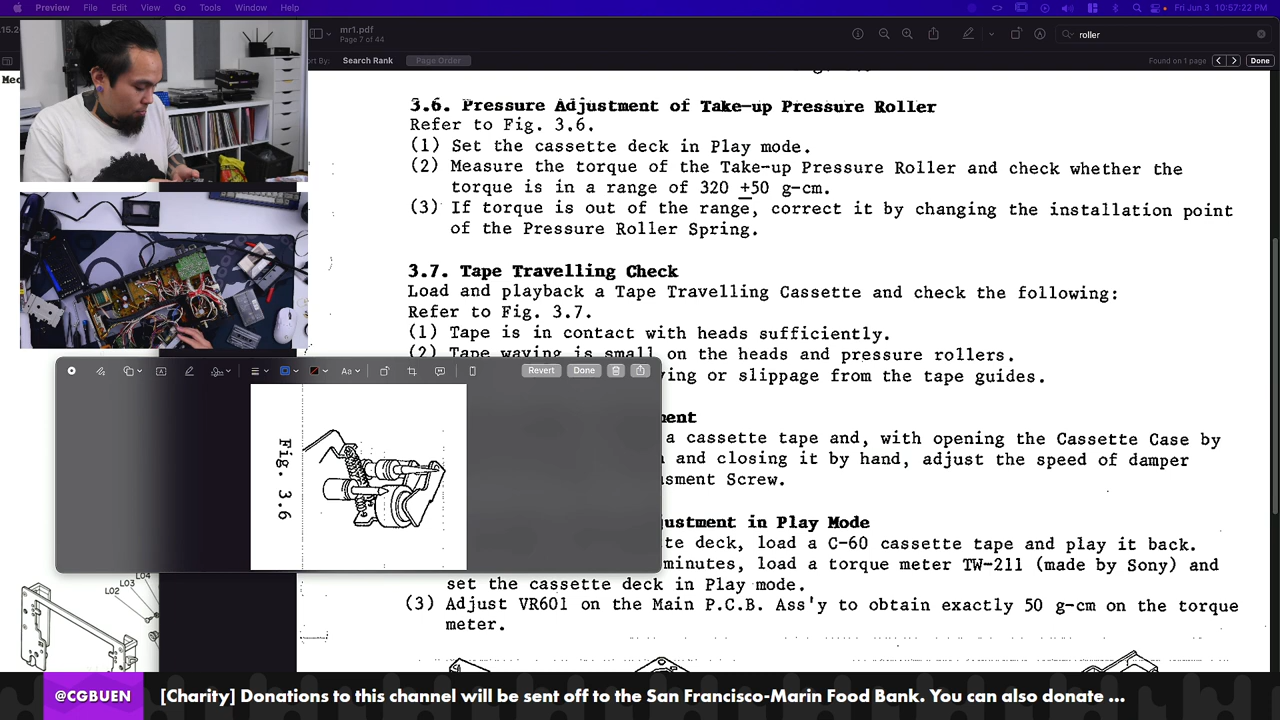 Preview File Edit View Go Tools Window Help
Fri Jun 3 10:57:22 PM
mr1.pdf
Page 7 of 44
roller
Search Rank
Page Order
Found on 1 page
Done
3.6. Pressure Adjustment of Take-up Pressure Roller
Refer to Fig. 3.6.
(1) Set the cassette deck in Play mode.
(2) Measure the torque of the Take-up Pressure Roller and check whether the
torque is in a range of 320 ±50 g-cm.
(3) If torque is out of the range, correct it by changing the installation point
of the Pressure Roller Spring.
3.7. Tape Travelling Check
Load and playback a Tape Travelling Cassette and check the following:
Refer to Fig. 3.7.
(1) Tape is in contact with heads sufficiently.
(2) Tape waving is small on the heads and pressure rollers.
ing or slippage from the tape guides.
Aa
Revert
Done
Fig. 3.6
ment
a cassette tape and, with opening the Cassette Case by
and closing it by hand, adjust the speed of damper
sment Screw.
justment in Play Mode
te deck, load a C-60 cassette tape and play it back.
minutes, load a torque meter TW-211 (made by Sony) and
set the cassette deck in Play mode.
(3) Adjust VR601 on the Main P.C.B. Ass'y to obtain exactly 50 g-cm on the torque
meter.
L04
L03
L02
@CGBUEN
[Charity] Donations to this channel will be sent off to the San Francisco-Marin Food Bank. You can also donate ...